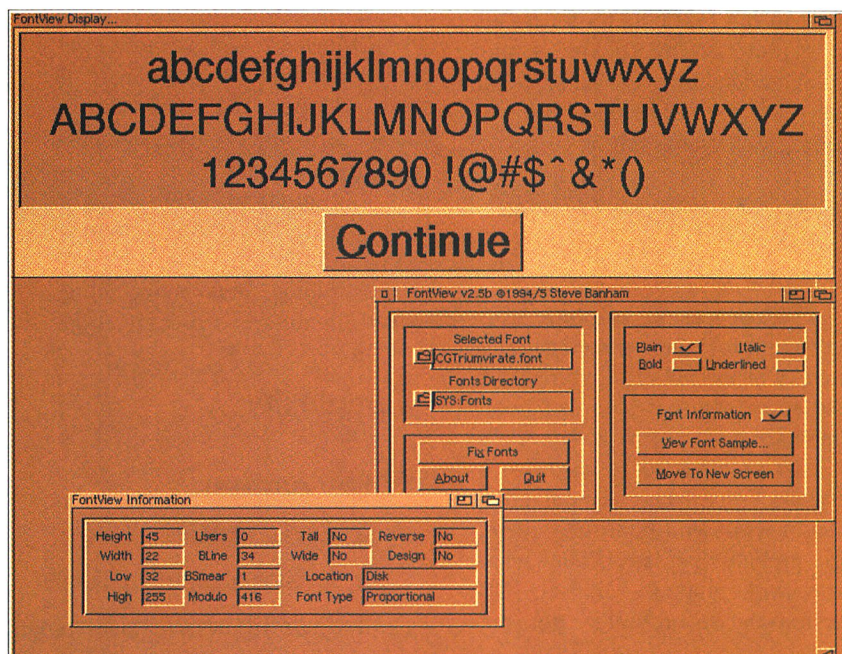 FontView Display...
abcdefghijklmnopqrstuvwxyz
ABCDEFGHIJKLMNOPQRSTUVWXYZ
1234567890 !@#$^&*()
Continue
FontView v2.5b ©1994/5 Steve Banham
Selected Font
CGTriumvirate.font
Fonts Directory
SYS:Fonts
Fix Fonts
About Quit
Plain Italic
Bold Underlined
Font Information
View Font Sample...
Move To New Screen
FontView Information
Height 45 Users 0 Tall No Reverse No
Width 22 BLine 34 Wide No Design No
Low 32 BSmear 1 Location Disk
High 255 Modulo 416 Font Type Proportional